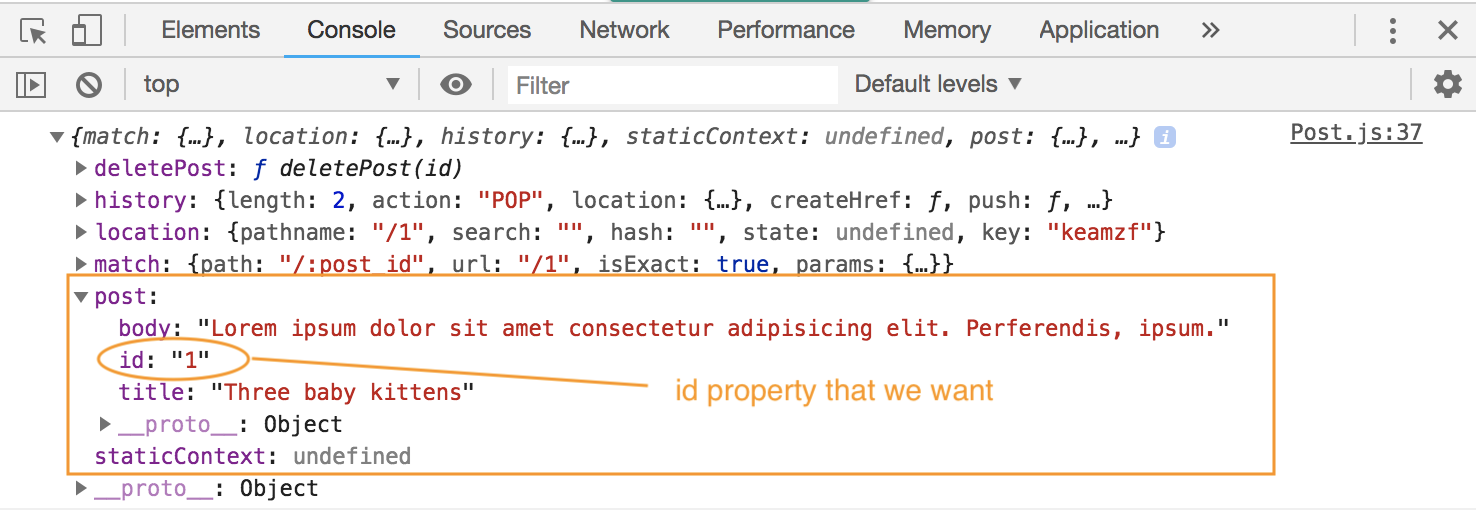 Elements Console Sources Network Performance Memory Application »
top ▼ Filter Default levels ▼
▼{match: {…}, location: {…}, history: {…}, staticContext: undefined, post: {…}, …} i Post.js:37
▶deletePost: ƒ deletePost(id)
▶history: {length: 2, action: "POP", location: {…}, createHref: ƒ, push: ƒ, …}
▶location: {pathname: "/1", search: "", hash: "", state: undefined, key: "keamzf"}
▶match: {path: "/:post_id", url: "/1", isExact: true, params: {…}}
▼post:
body: "Lorem ipsum dolor sit amet consectetur adipisicing elit. Perferendis, ipsum."
id: "1"
id property that we want
title: "Three baby kittens"
▶__proto__: Object
staticContext: undefined
▶__proto__: Object